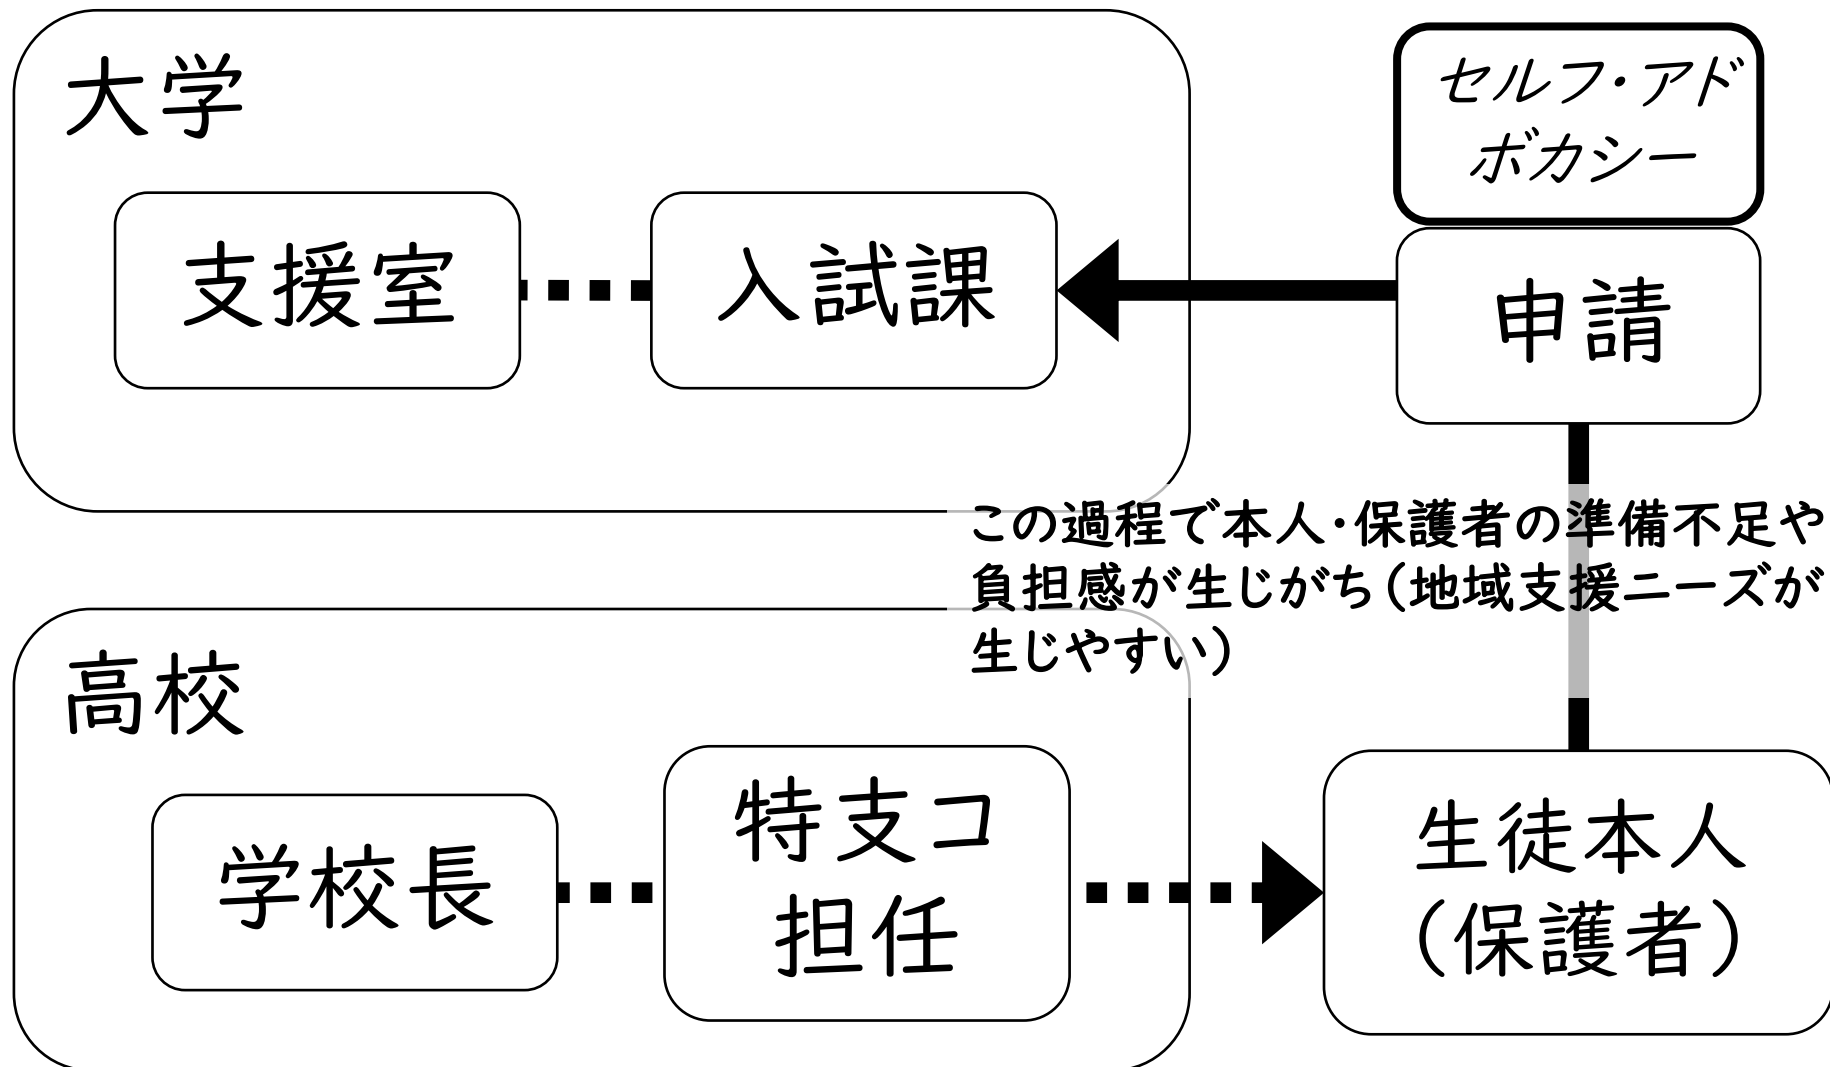 大学
セルフ・アド
ボカシー
支援室
入試課
申請
この過程で本人・保護者の準備不足や
負担感が生じがち（地域支援ニーズが
生じやすい）
高校
学校長
特支コ
担任
生徒本人
（保護者）